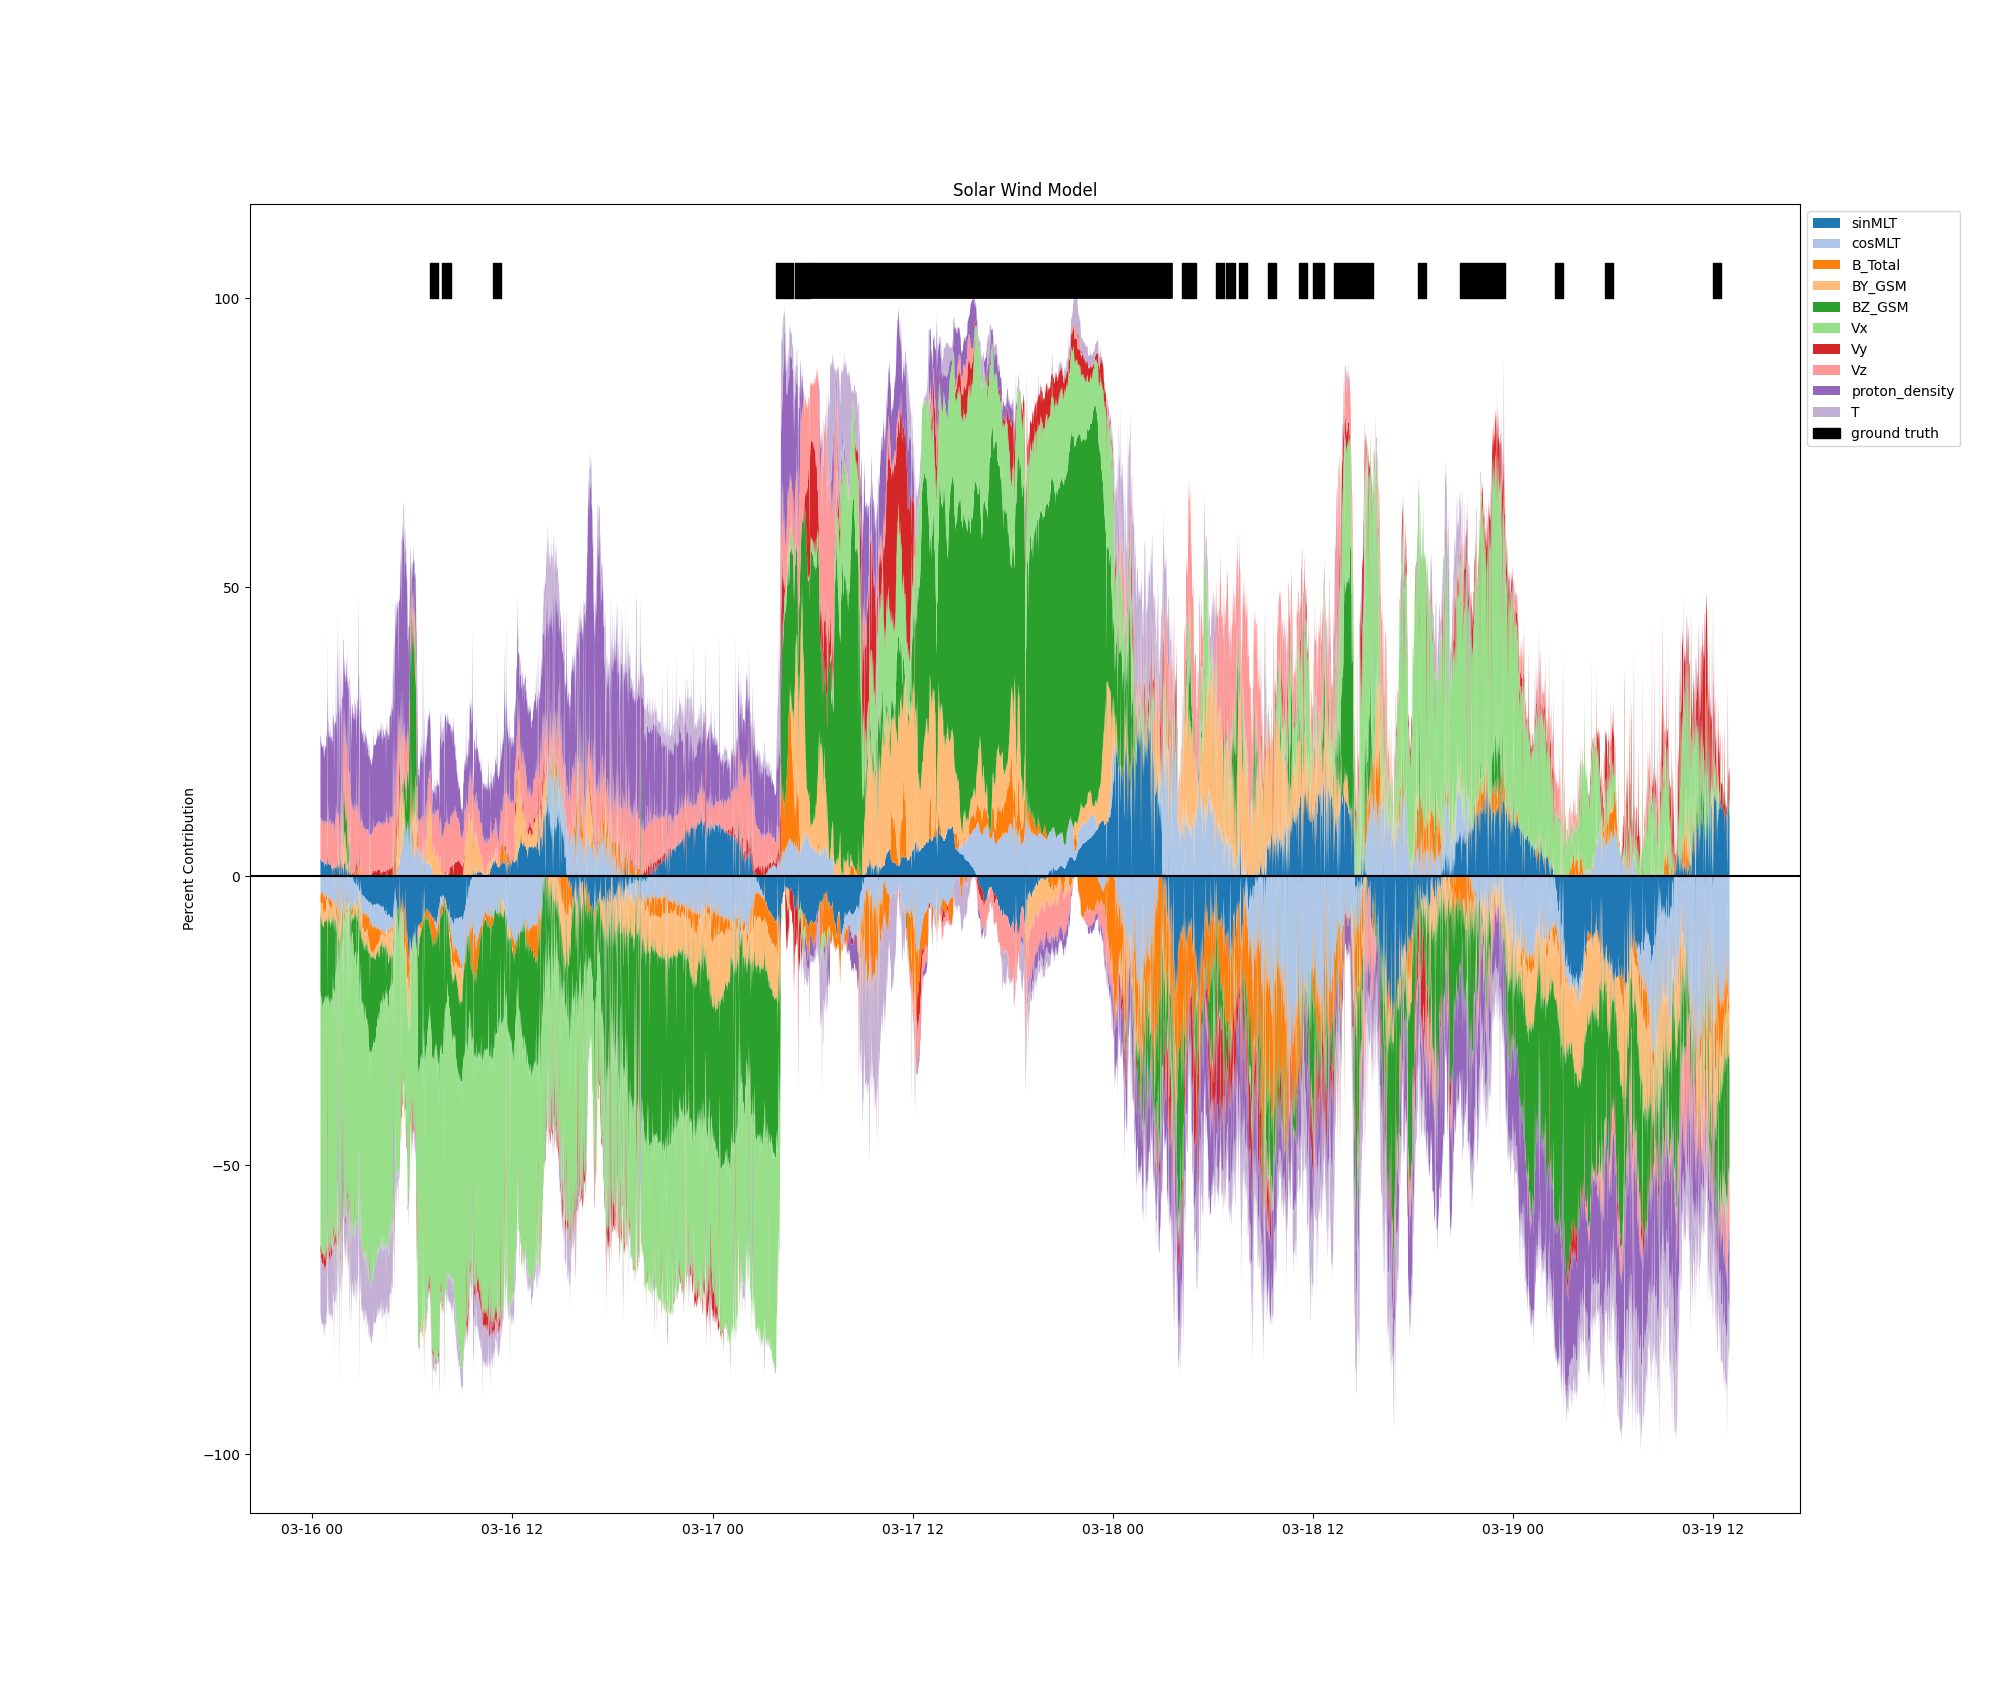 Solar Wind Model
sinMLT
cosMLT
B_Total
BY_GSM
BZ_GSM
Vx
Vy
Vz
proton_density
T
ground truth
Percent Contribution
100
50
0
−50
−100
03-16 00
03-16 12
03-17 00
03-17 12
03-18 00
03-18 12
03-19 00
03-19 12